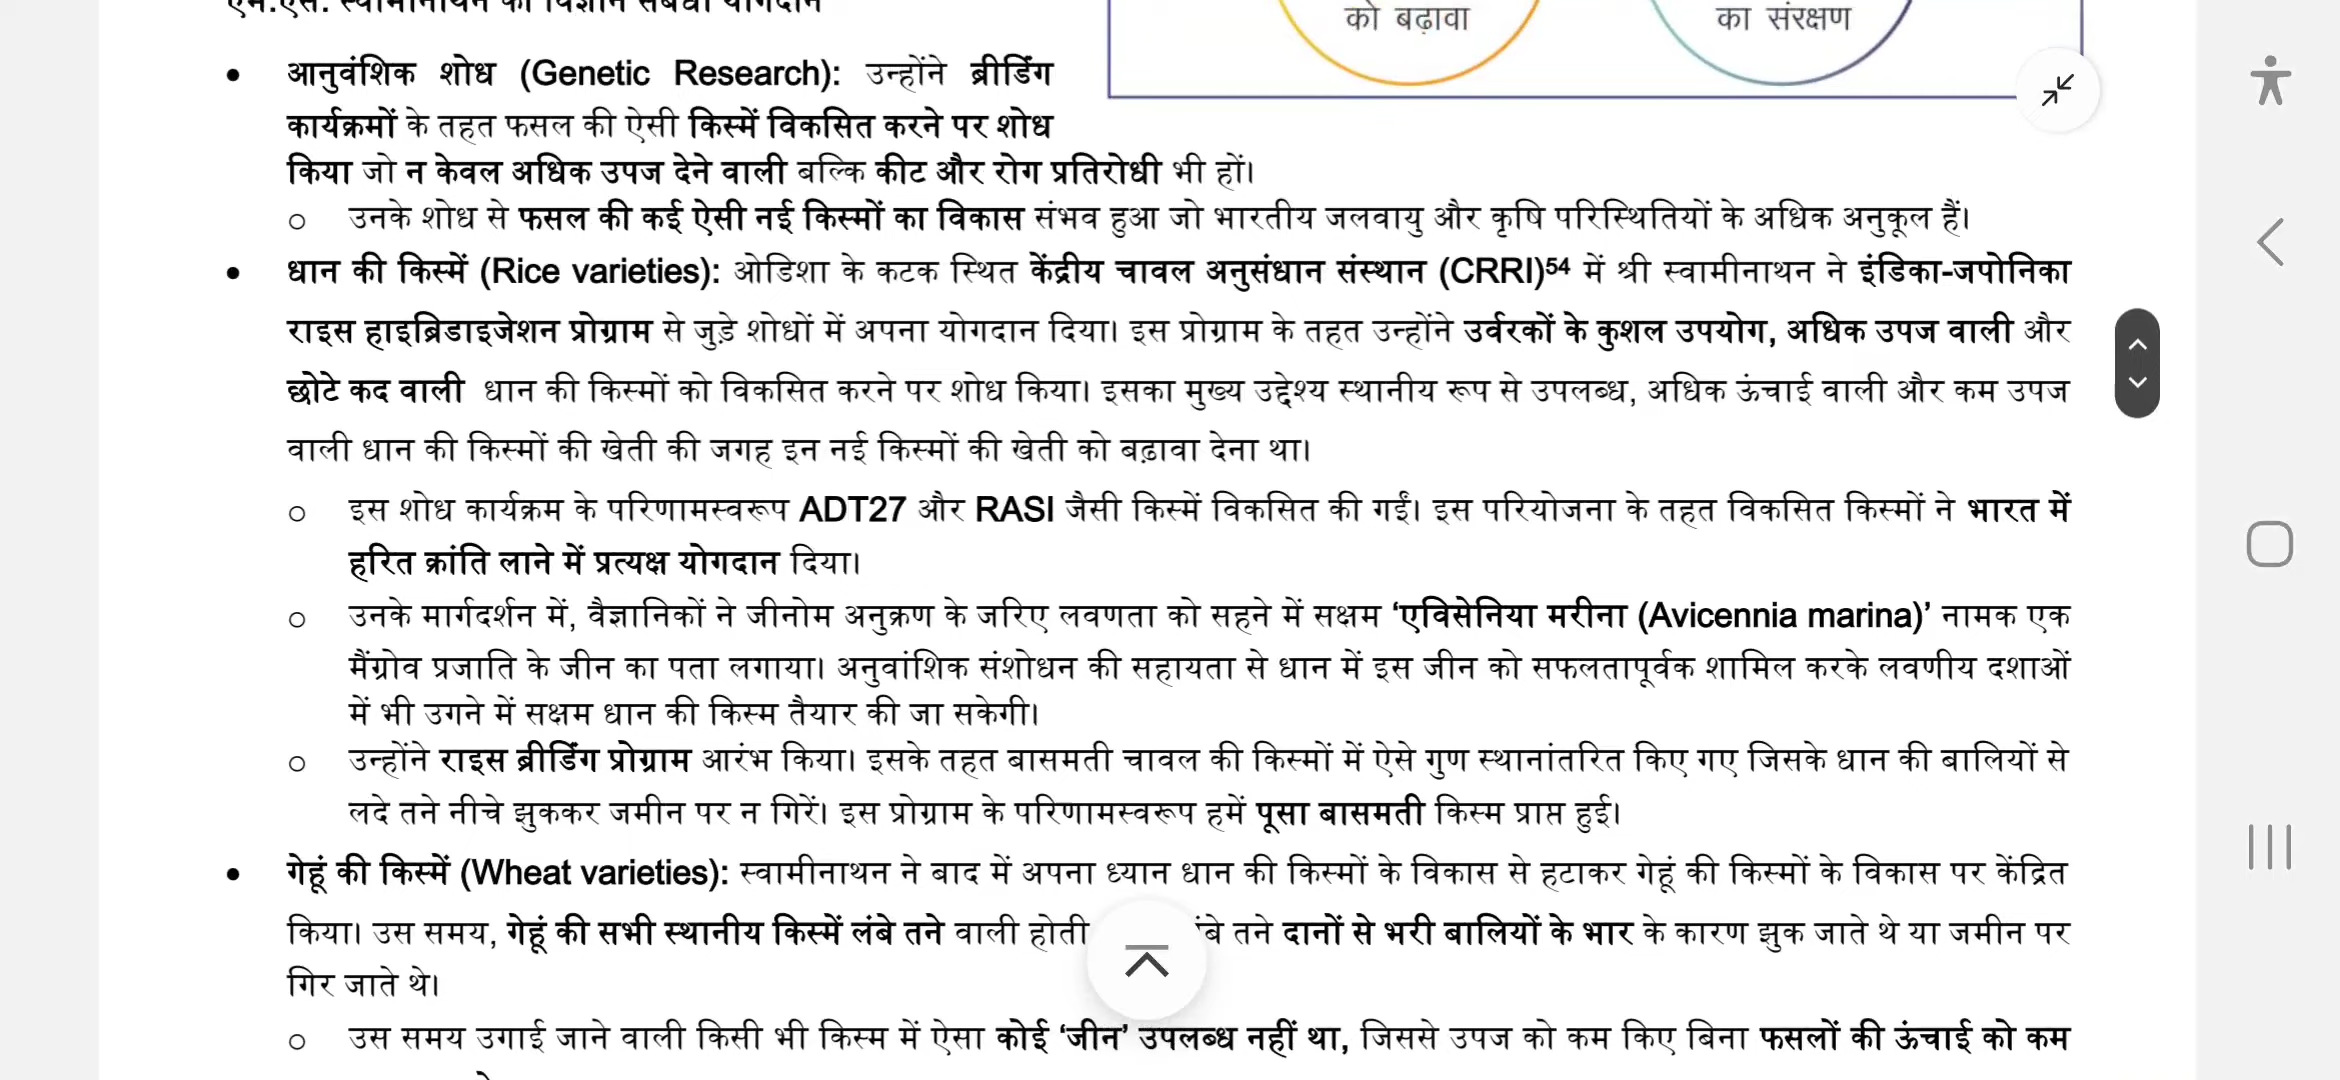 एम.एस. स्वामीनाथन का विज्ञान संबंधी योगदान
को बढ़ावा
का संरक्षण
• आनुवंशिक शोध (Genetic Research): उन्होंने ब्रीडिंग
कार्यक्रमों के तहत फसल की ऐसी किस्में विकसित करने पर शोध
किया जो न केवल अधिक उपज देने वाली बल्कि कीट और रोग प्रतिरोधी भी हों।
○ उनके शोध से फसल की कई ऐसी नई किस्मों का विकास संभव हुआ जो भारतीय जलवायु और कृषि परिस्थितियों के अधिक अनुकूल हैं।
• धान की किस्में (Rice varieties): ओडिशा के कटक स्थित केंद्रीय चावल अनुसंधान संस्थान (CRRI)54 में श्री स्वामीनाथन ने इंडिका-जपोनिका
राइस हाइब्रिडाइजेशन प्रोग्राम से जुड़े शोधों में अपना योगदान दिया। इस प्रोग्राम के तहत उन्होंने उर्वरकों के कुशल उपयोग, अधिक उपज वाली और
छोटे कद वाली धान की किस्मों को विकसित करने पर शोध किया। इसका मुख्य उद्देश्य स्थानीय रूप से उपलब्ध, अधिक ऊंचाई वाली और कम उपज
वाली धान की किस्मों की खेती की जगह इन नई किस्मों की खेती को बढ़ावा देना था।
○ इस शोध कार्यक्रम के परिणामस्वरूप ADT27 और RASI जैसी किस्में विकसित की गईं। इस परियोजना के तहत विकसित किस्मों ने भारत में
हरित क्रांति लाने में प्रत्यक्ष योगदान दिया।
○ उनके मार्गदर्शन में, वैज्ञानिकों ने जीनोम अनुक्रण के जरिए लवणता को सहने में सक्षम ‘एविसेनिया मरीना (Avicennia marina)’ नामक एक
मैंग्रोव प्रजाति के जीन का पता लगाया। अनुवांशिक संशोधन की सहायता से धान में इस जीन को सफलतापूर्वक शामिल करके लवणीय दशाओं
में भी उगने में सक्षम धान की किस्म तैयार की जा सकेगी।
○ उन्होंने राइस ब्रीडिंग प्रोग्राम आरंभ किया। इसके तहत बासमती चावल की किस्मों में ऐसे गुण स्थानांतरित किए गए जिसके धान की बालियों से
लदे तने नीचे झुककर जमीन पर न गिरें। इस प्रोग्राम के परिणामस्वरूप हमें पूसा बासमती किस्म प्राप्त हुई।
• गेहूं की किस्में (Wheat varieties): स्वामीनाथन ने बाद में अपना ध्यान धान की किस्मों के विकास से हटाकर गेहूं की किस्मों के विकास पर केंद्रित
किया। उस समय, गेहूं की सभी स्थानीय किस्में लंबे तने वाली होती तने दानों से भरी बालियों के भार के कारण झुक जाते थे या जमीन पर
गिर जाते थे।
○ उस समय उगाई जाने वाली किसी भी किस्म में ऐसा कोई ‘जीन’ उपलब्ध नहीं था, जिससे उपज को कम किए बिना फसलों की ऊंचाई को कम